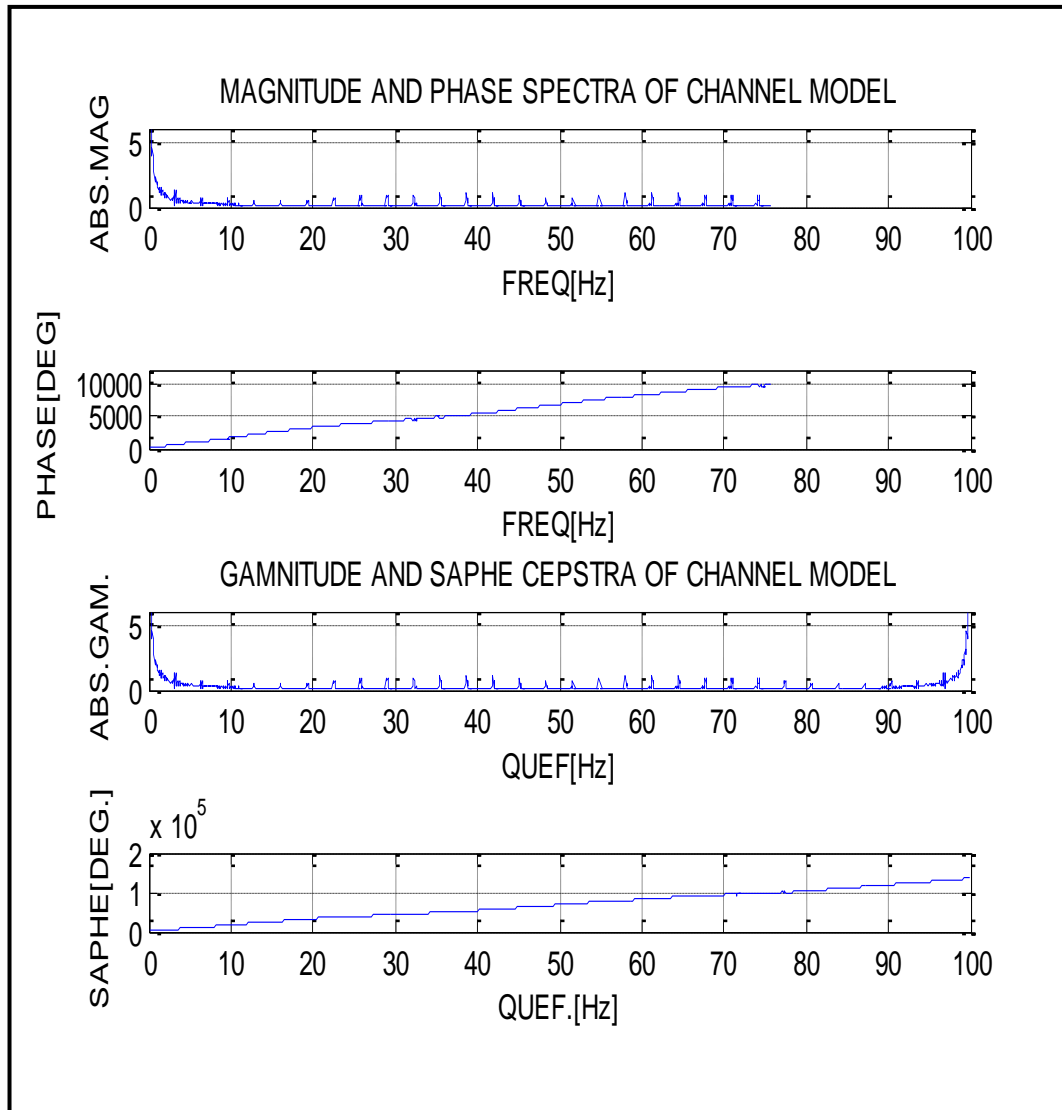 MAGNITUDE AND PHASE SPECTRA OF CHANNEL MODEL
ABS.MAG
5
0
0 10 20 30 40 50 60 70 80 90 100
FREQ[Hz]
PHASE[DEG]
10000
5000
0
0 10 20 30 40 50 60 70 80 90 100
FREQ[Hz]
GAMNITUDE AND SAPHE CEPSTRA OF CHANNEL MODEL
ABS.GAM.
5
0
0 10 20 30 40 50 60 70 80 90 100
QUEF[Hz]
SAPHE[DEG.]
x 10^5
2
1
0
0 10 20 30 40 50 60 70 80 90 100
QUEF.[Hz]